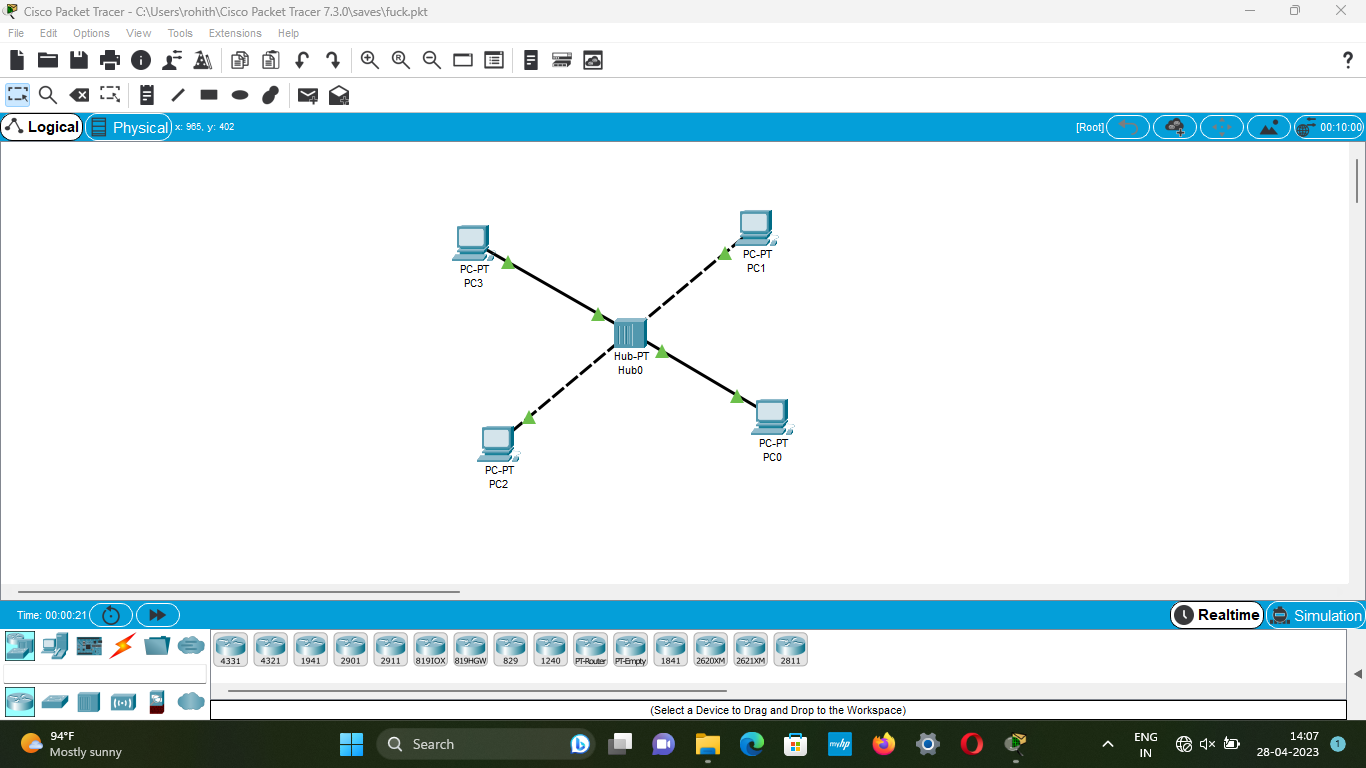 Cisco Packet Tracer - C:\Users\rohith\Cisco Packet Tracer 7.3.0\saves\fuck.pkt
File Edit Options View Tools Extensions Help
Logical Physical x: 965, y: 402 [Root] 00:10:00
PC-PT
PC3
PC-PT
PC1
Hub-PT
Hub0
PC-PT
PC0
PC-PT
PC2
Time: 00:00:21 Realtime Simulation
4331 4321 1941 2901 2911 819IOX 819HGW 829 1240 PT-Router PT-Empty 1841 2620XM 2621XM 2811
(Select a Device to Drag and Drop to the Workspace)
94°F
Mostly sunny
Search
myhp
ENG
IN
14:07
28-04-2023
1